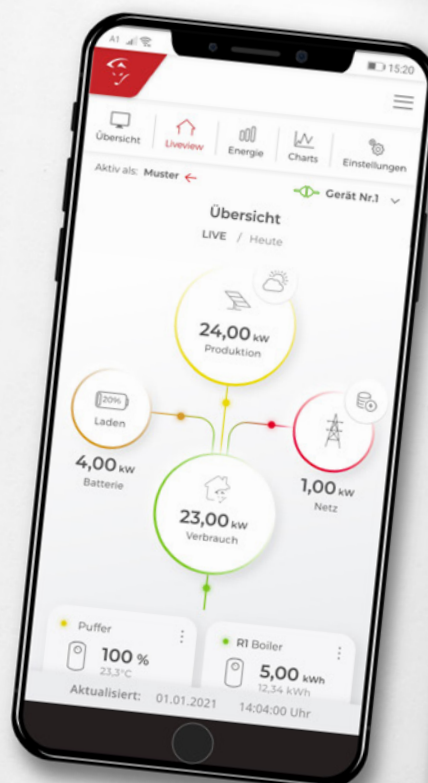 A1
15:20
Übersicht
Liveview
Energie
Charts
Einstellungen
Aktiv als: Muster ←
Gerät Nr.1
Übersicht
LIVE / Heute
24,00 kW
Produktion
20%
Laden
4,00 kW
Batterie
1,00 kW
Netz
23,00 kW
Verbrauch
Puffer
100 %
23,3°C
R1 Boiler
5,00 kWh
12,34 kWh
Aktualisiert: 01.01.2021 14:04:00 Uhr